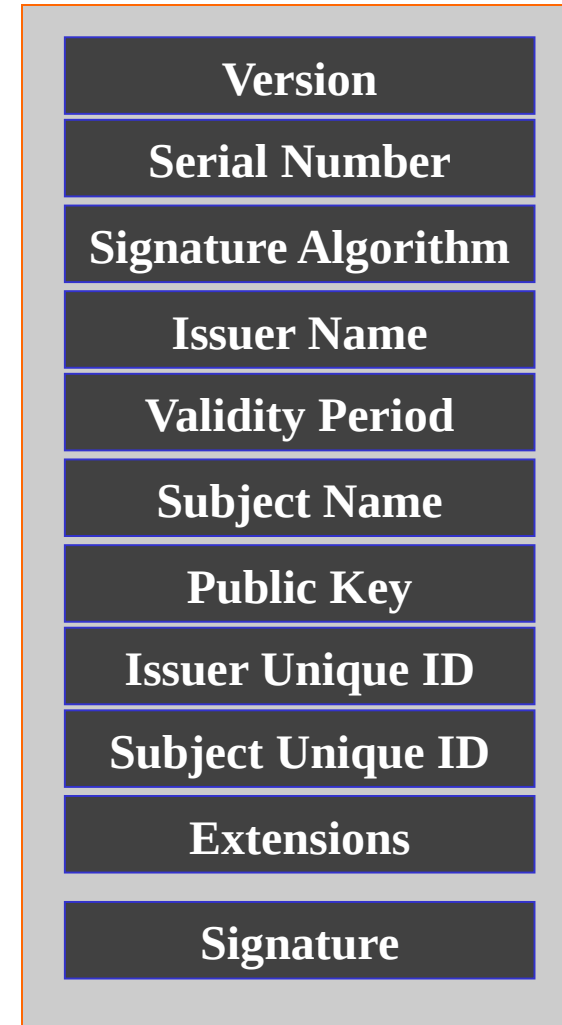 Version
Serial Number
Signature Algorithm
Issuer Name
Validity Period
Subject Name
Public Key
Issuer Unique ID
Subject Unique ID
Extensions
Signature